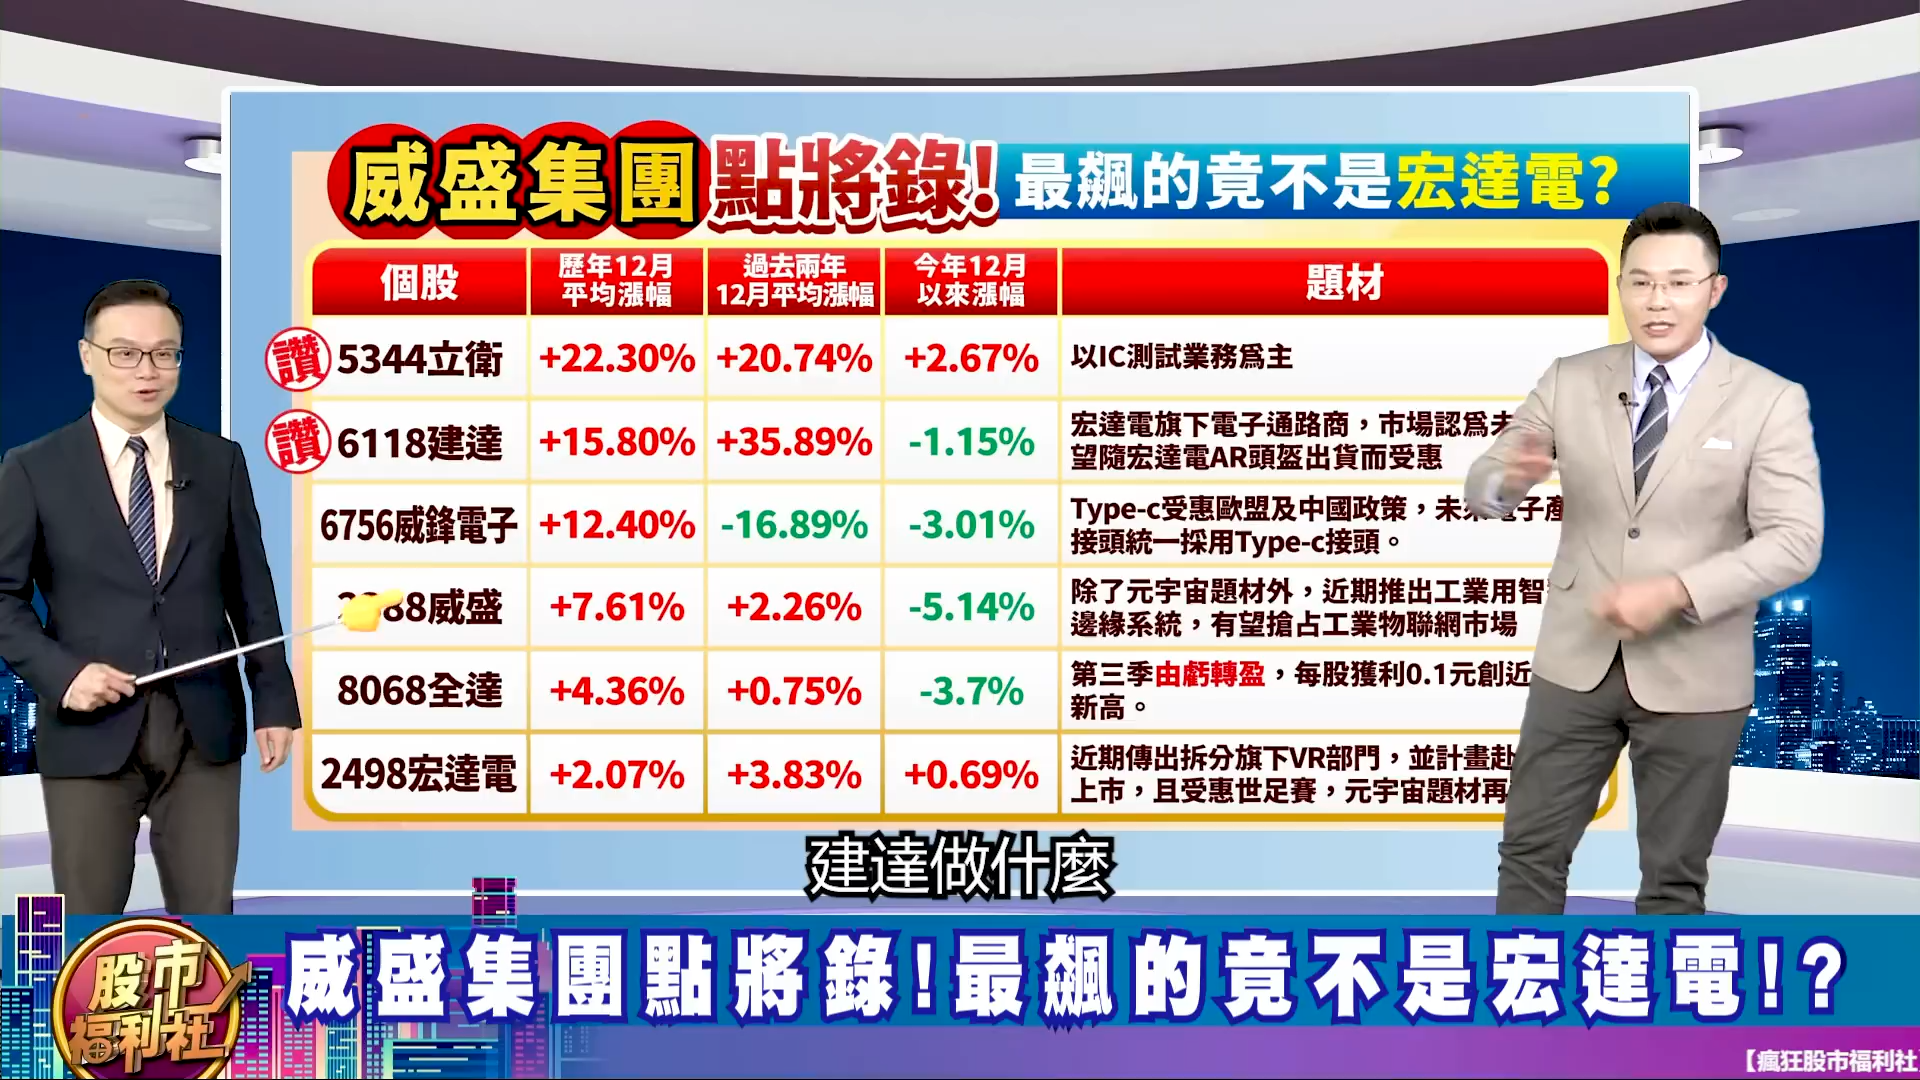 威盛集團點將錄!最飆的竟不是宏達電?
個股
歷年12月
平均漲幅
過去兩年
12月平均漲幅
今年12月
以來漲幅
題材
讚
5344立衛
+22.30%
+20.74%
+2.67%
以IC測試業務為主
讚
6118建達
+15.80%
+35.89%
-1.15%
宏達電旗下電子通路商，市場認為未
望隨宏達電AR頭盔出貨而受惠
6756威鋒電子
+12.40%
-16.89%
-3.01%
Type-c受惠歐盟及中國政策，未來電子產
接頭統一採用Type-c接頭。
88威盛
+7.61%
+2.26%
-5.14%
除了元宇宙題材外，近期推出工業用智
邊緣系統，有望搶占工業物聯網市場
8068全達
+4.36%
+0.75%
-3.7%
第三季由虧轉盈，每股獲利0.1元創近
新高。
2498宏達電
+2.07%
+3.83%
+0.69%
近期傳出拆分旗下VR部門，並計畫赴
上市，且受惠世足賽，元宇宙題材再
建達做什麼
股市
福利社
威盛集團點將錄!最飆的竟不是宏達電!?
【瘋狂股市福利社